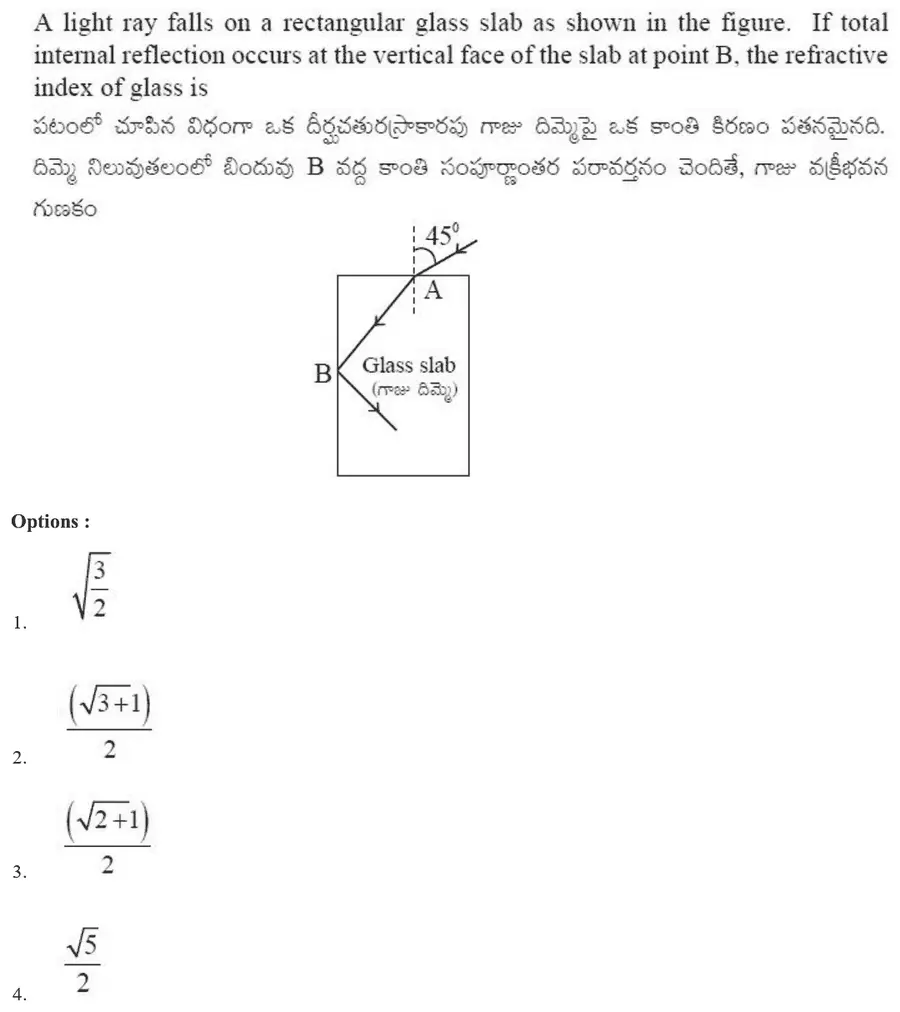 A light ray falls on a rectangular glass slab as shown in the figure. If total
internal reflection occurs at the vertical face of the slab at point B, the refractive
index of glass is
పటంలో చూపిన విధంగా ఒక దీర్ఘచతురస్రాకారపు గాజు దిమ్మెపై ఒక కాంతి కిరణం పతనమైనది.
దిమ్మె నిలువుతలంలో బిందువు B వద్ద కాంతి సంపూర్ణాంతర పరావర్తనం చెందితే, గాజు వక్రీభవన
గుణకం
45⁰
A
B
Glass slab
(గాజు దిమ్మె)
Options :
1. √(3/2)
2. (√3+1)/2
3. (√2+1)/2
4. √5/2